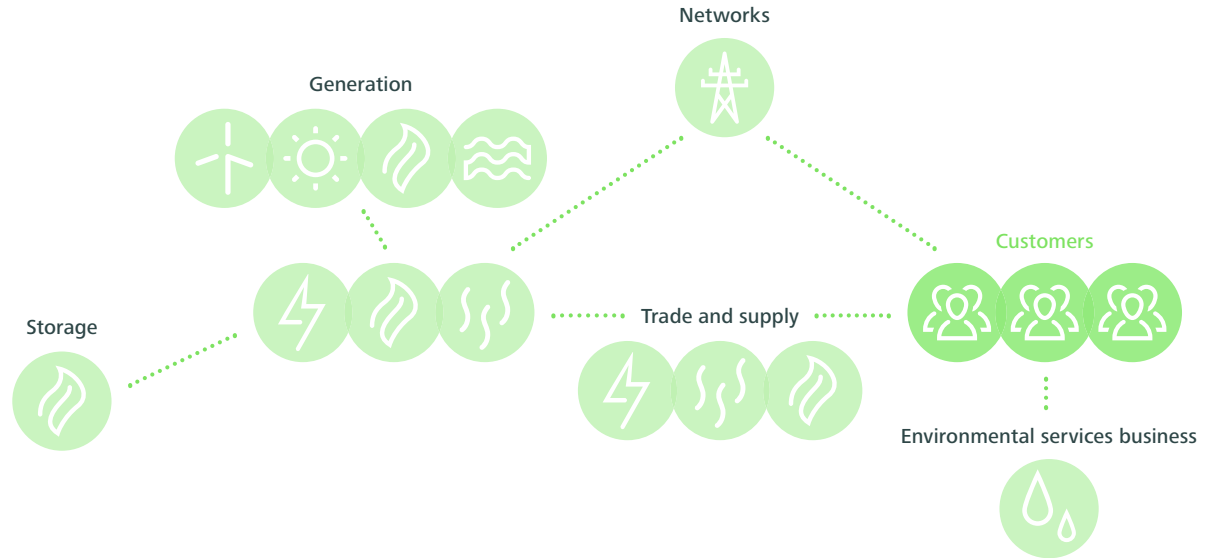 Networks
Generation
Customers
Storage
Trade and supply
Environmental services business